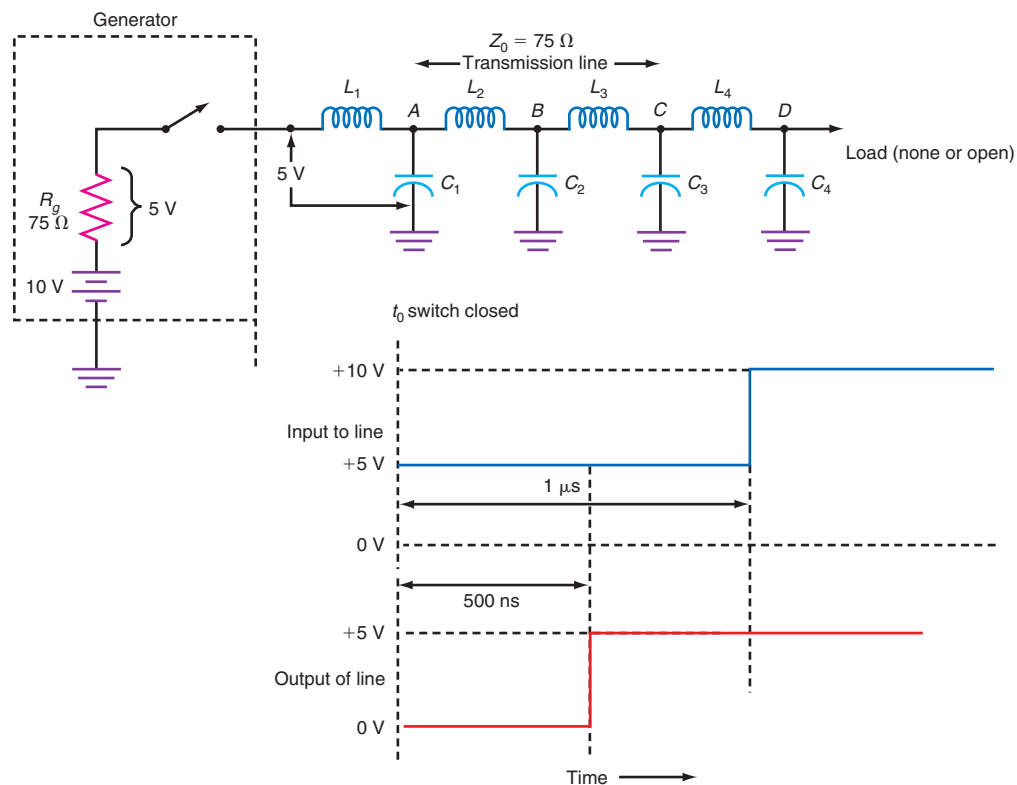 Generator
Z₀ = 75 Ω
Transmission line
L₁
A
L₂
B
L₃
C
L₄
D
Load (none or open)
5 V
C₁
C₂
C₃
C₄
R_g
75 Ω
5 V
10 V
t₀ switch closed
+10 V
Input to line
+5 V
1 μs
0 V
500 ns
+5 V
Output of line
0 V
Time